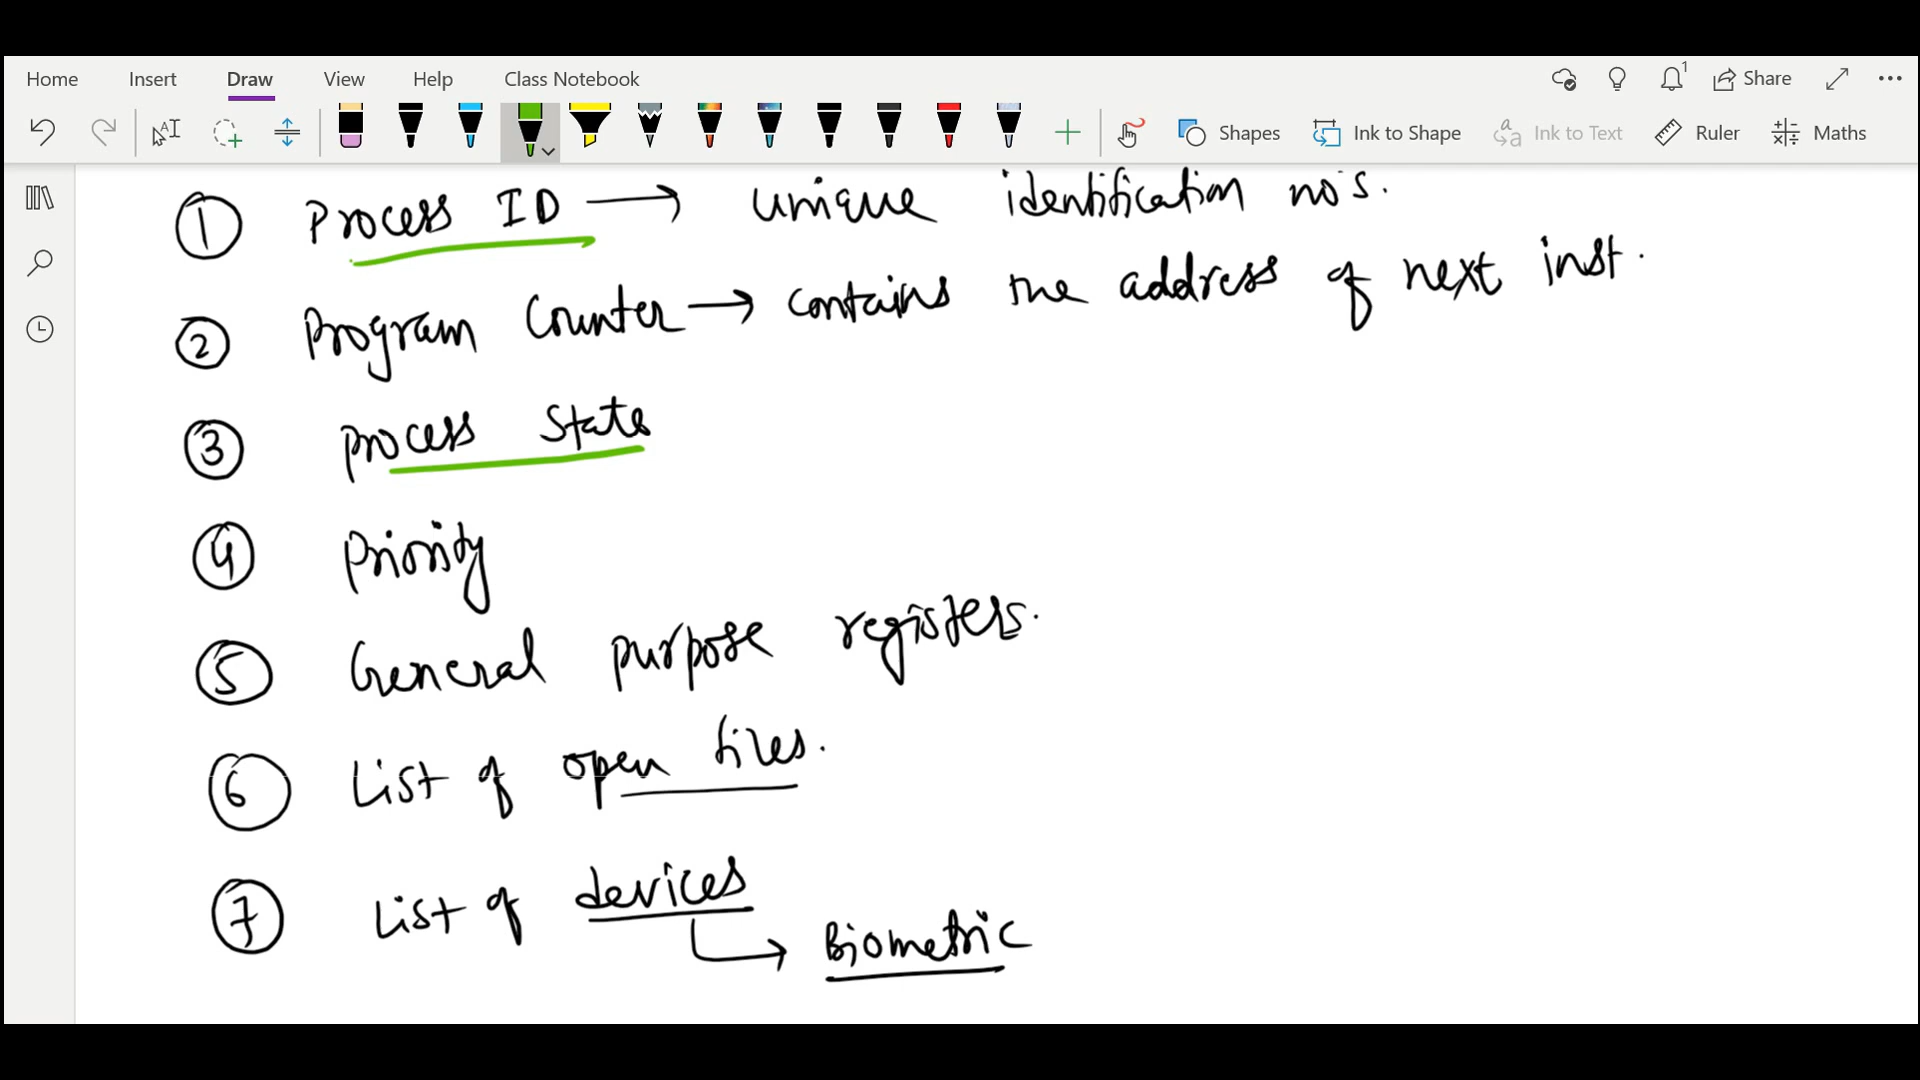 Home Insert Draw View Help Class Notebook 1 Share
Shapes Ink to Shape Ink to Text Ruler Maths
1 Process ID → unique identification no's.
2 Program Counter → contains the address of next inst.
3 Process State
4 Priority
5 General purpose registers.
6 List of open files.
7 List of devices
→ Biometric